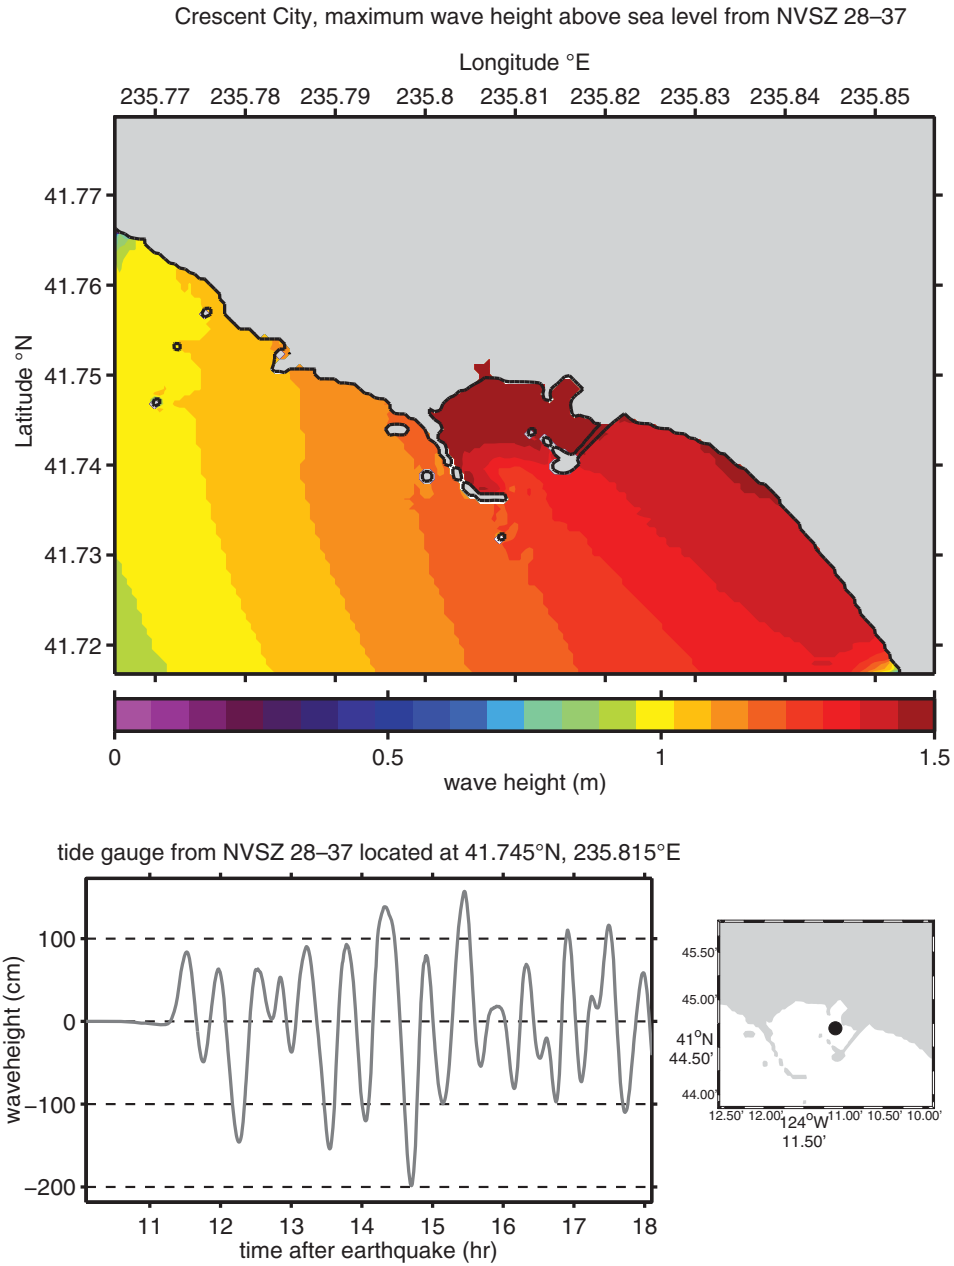 Crescent City, maximum wave height above sea level from NVSZ 28–37
Longitude °E
235.77 235.78 235.79 235.8 235.81 235.82 235.83 235.84 235.85
Latitude °N
41.77
41.76
41.75
41.74
41.73
41.72
0 0.5 1 1.5
wave height (m)
tide gauge from NVSZ 28–37 located at 41.745°N, 235.815°E
waveheight (cm)
100
0
−100
−200
11 12 13 14 15 16 17 18
time after earthquake (hr)
45.50'
45.00'
41°N
44.50'
44.00'
12.50' 12.00' 11.00' 10.50' 10.00'
124°W
11.50'